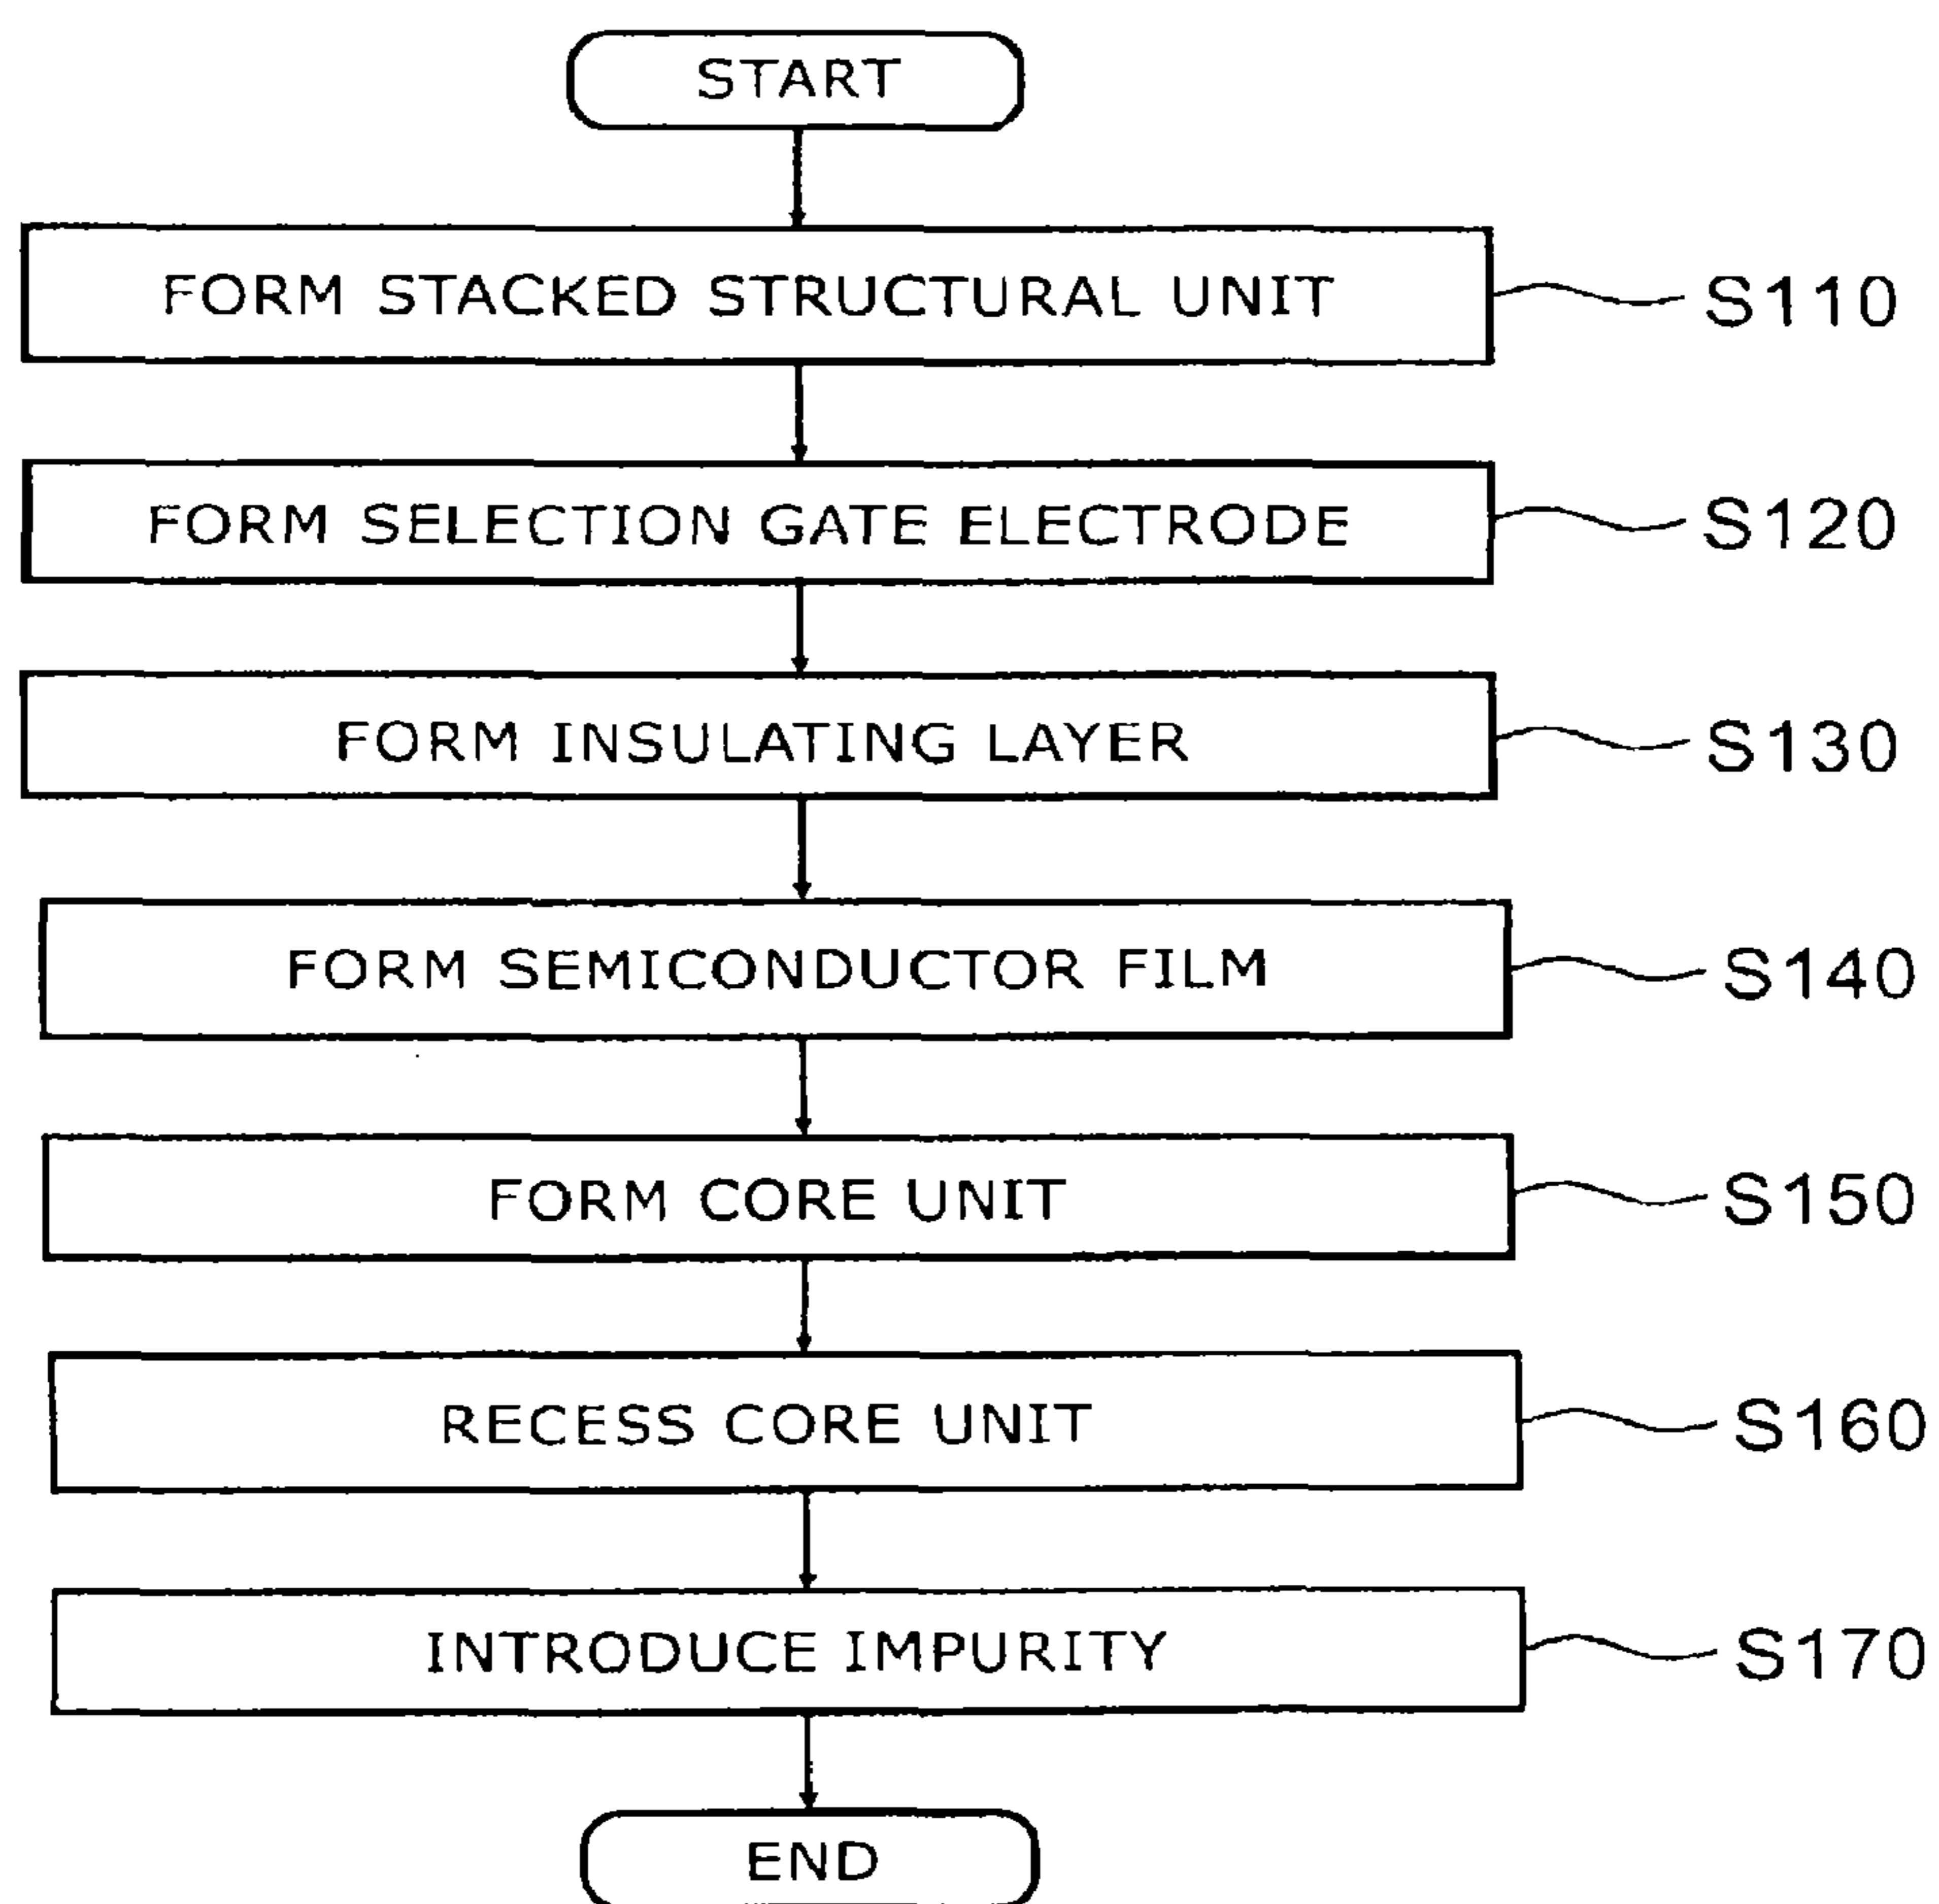 START
FORM STACKED STRUCTURAL UNIT
S110
FORM SELECTION GATE ELECTRODE
S120
FORM INSULATING LAYER
S130
FORM SEMICONDUCTOR FILM
S140
FORM CORE UNIT
S150
RECESS CORE UNIT
S160
INTRODUCE IMPURITY
S170
END